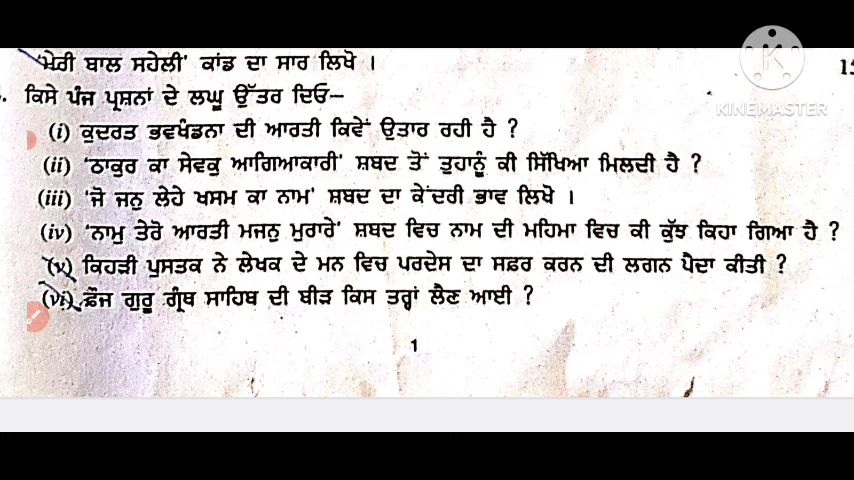 'ਮੇਰੀ ਬਾਲ ਸਹੇਲੀ' ਕਾਂਡ ਦਾ ਸਾਰ ਲਿਖੋ ।
ਕਿਸੇ ਪੰਜ ਪ੍ਰਸ਼ਨਾਂ ਦੇ ਲਘੂ ਉੱਤਰ ਦਿਓ–
(i) ਕੁਦਰਤ ਭਵਖੰਡਨਾ ਦੀ ਆਰਤੀ ਕਿਵੇਂ ਉਤਾਰ ਰਹੀ ਹੈ ?
(ii) 'ਠਾਕੁਰ ਕਾ ਸੇਵਕੁ ਆਗਿਆਕਾਰੀ' ਸ਼ਬਦ ਤੋਂ ਤੁਹਾਨੂੰ ਕੀ ਸਿੱਖਿਆ ਮਿਲਦੀ ਹੈ ?
(iii) 'ਜੋ ਜਨੁ ਲੇਹੇ ਖਸਮ ਕਾ ਨਾਮ' ਸ਼ਬਦ ਦਾ ਕੇਂਦਰੀ ਭਾਵ ਲਿਖੋ ।
(iv) 'ਨਾਮੁ ਤੇਰੋ ਆਰਤੀ ਮਜਨੁ ਮੁਰਾਰੇ' ਸ਼ਬਦ ਵਿਚ ਨਾਮ ਦੀ ਮਹਿਮਾ ਵਿਚ ਕੀ ਕੁੱਝ ਕਿਹਾ ਗਿਆ ਹੈ ?
(v) ਕਿਹੜੀ ਪੁਸਤਕ ਨੇ ਲੇਖਕ ਦੇ ਮਨ ਵਿਚ ਪਰਦੇਸ ਦਾ ਸਫ਼ਰ ਕਰਨ ਦੀ ਲਗਨ ਪੈਦਾ ਕੀਤੀ ?
(vi) ਫ਼ੌਜ ਗੁਰੂ ਗ੍ਰੰਥ ਸਾਹਿਬ ਦੀ ਬੀੜ ਕਿਸ ਤਰ੍ਹਾਂ ਲੈਣ ਆਈ ?
1
KINEMASTER